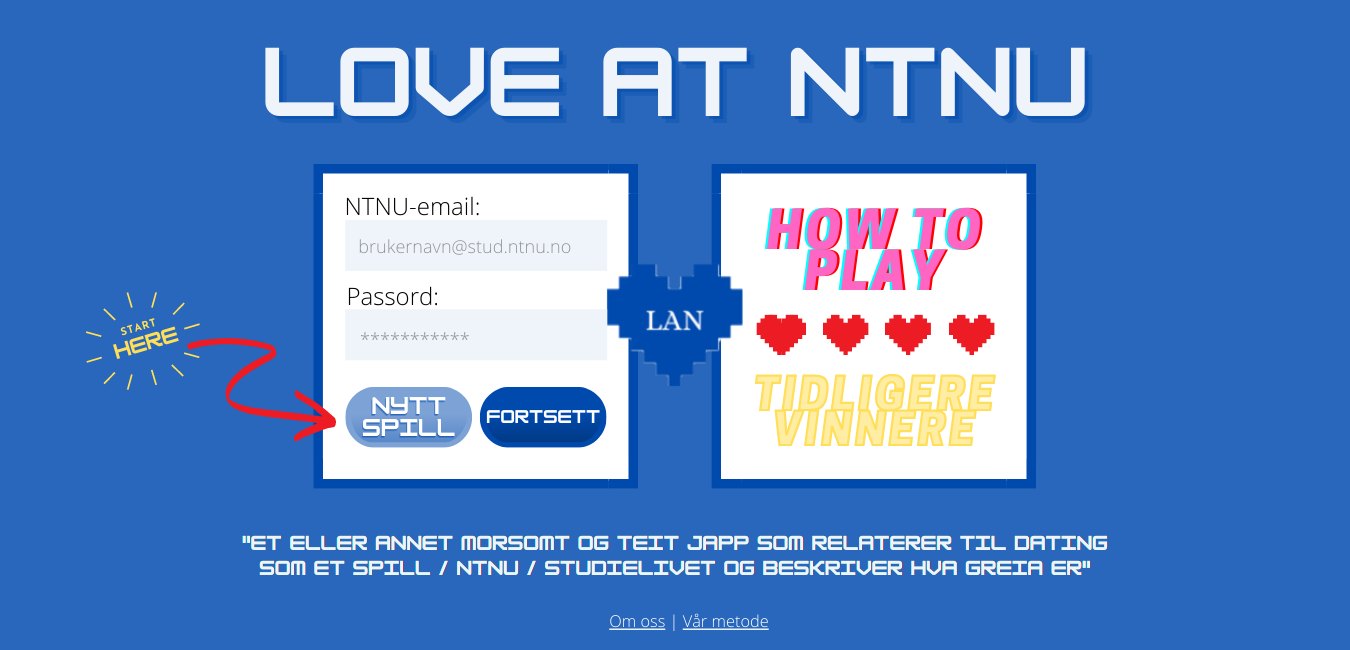 LOVE AT NTNU
NTNU-email:
brukernavn@stud.ntnu.no
Passord:
***********
START
HERE
NYTT
SPILL
FORTSETT
LAN
HOW TO
PLAY
TIDLIGERE
VINNERE
"ET ELLER ANNET MORSOMT OG TEIT JAPP SOM RELATERER TIL DATING
SOM ET SPILL / NTNU / STUDIELIVET OG BESKRIVER HVA GREIA ER"
Om oss | Vår metode